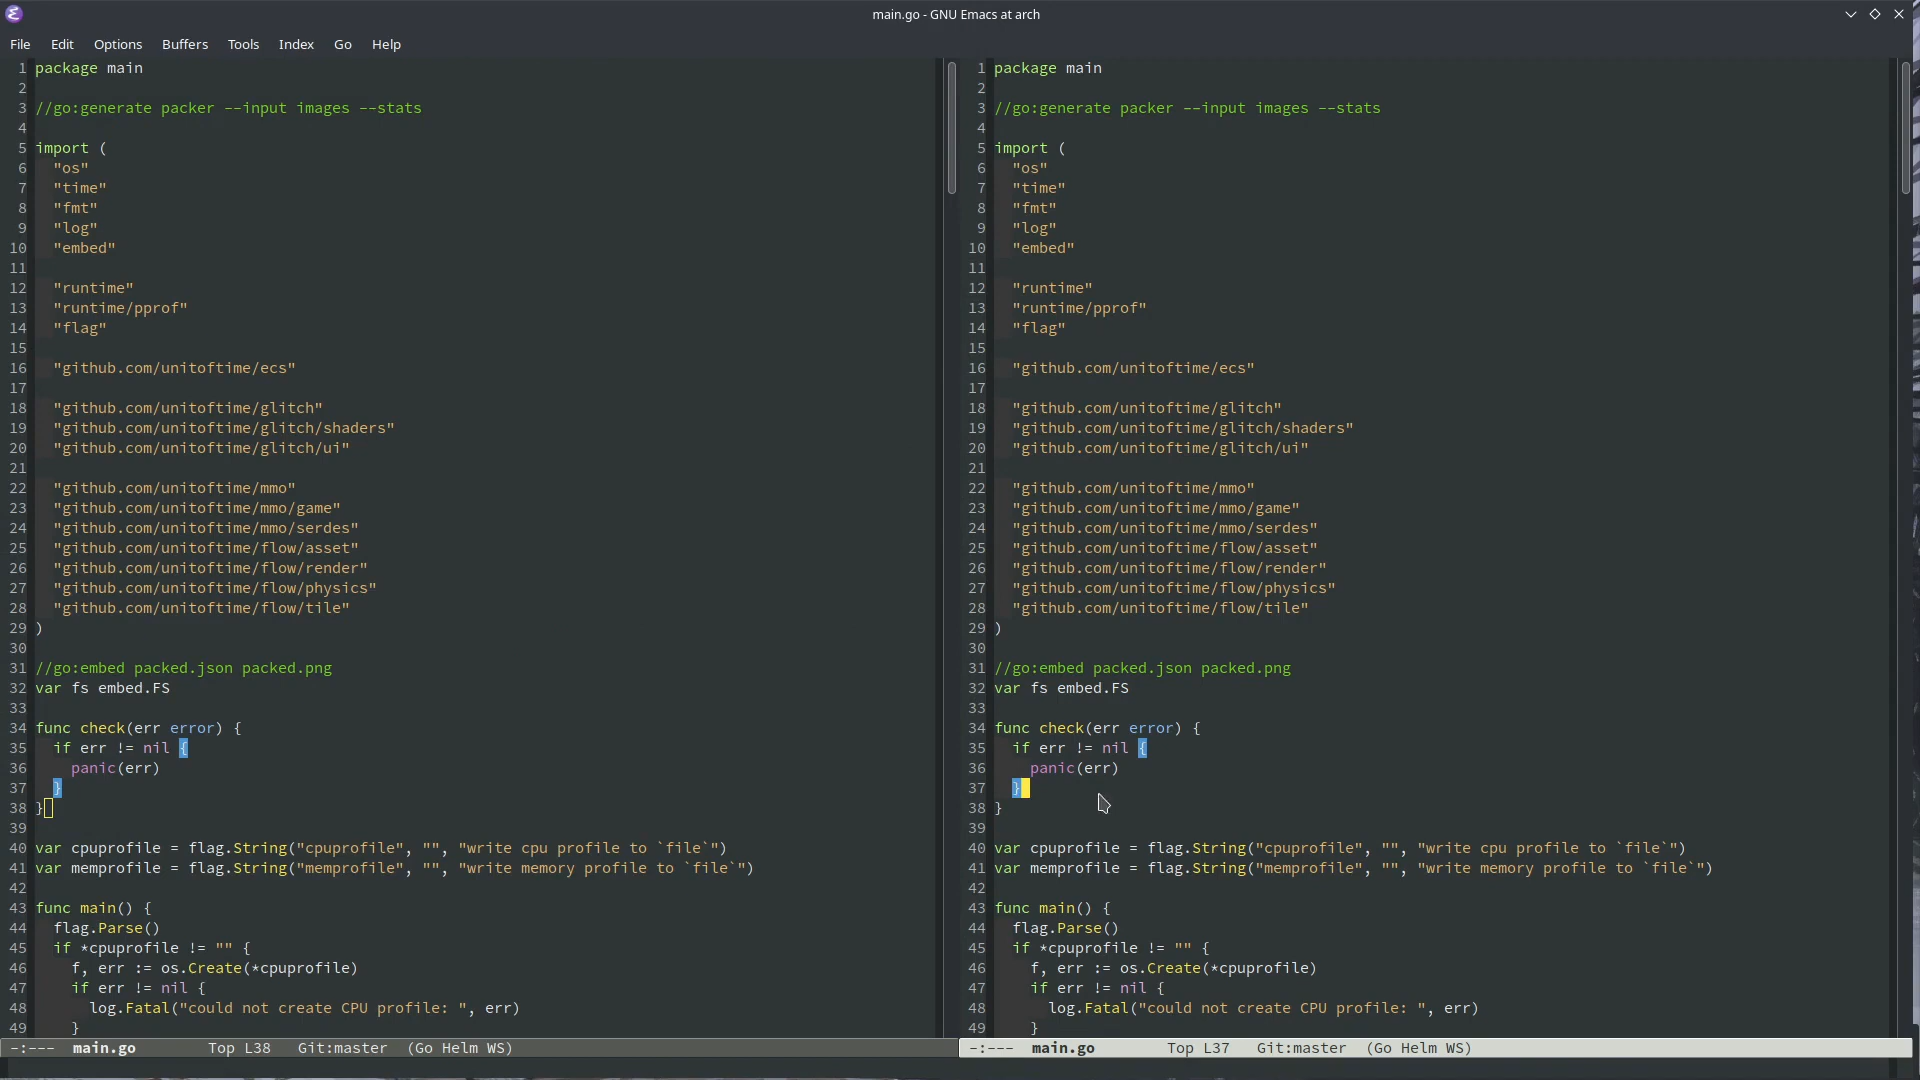 main.go - GNU Emacs at arch
File Edit Options Buffers Tools Index Go Help
1 package main
2
3 //go:generate packer --input images --stats
4
5 import (
6 "os"
7 "time"
8 "fmt"
9 "log"
10 "embed"
11
12 "runtime"
13 "runtime/pprof"
14 "flag"
15
16 "github.com/unitoftime/ecs"
17
18 "github.com/unitoftime/glitch"
19 "github.com/unitoftime/glitch/shaders"
20 "github.com/unitoftime/glitch/ui"
21
22 "github.com/unitoftime/mmo"
23 "github.com/unitoftime/mmo/game"
24 "github.com/unitoftime/mmo/serdes"
25 "github.com/unitoftime/flow/asset"
26 "github.com/unitoftime/flow/render"
27 "github.com/unitoftime/flow/physics"
28 "github.com/unitoftime/flow/tile"
29 )
30
31 //go:embed packed.json packed.png
32 var fs embed.FS
33
34 func check(err error) {
35 if err != nil {
36 panic(err)
37 }
38 }
39
40 var cpuprofile = flag.String("cpuprofile", "", "write cpu profile to `file`")
41 var memprofile = flag.String("memprofile", "", "write memory profile to `file`")
42
43 func main() {
44 flag.Parse()
45 if *cpuprofile != "" {
46 f, err := os.Create(*cpuprofile)
47 if err != nil {
48 log.Fatal("could not create CPU profile: ", err)
49 }
-:--- main.go Top L38 Git:master (Go Helm WS)
1 package main
2
3 //go:generate packer --input images --stats
4
5 import (
6 "os"
7 "time"
8 "fmt"
9 "log"
10 "embed"
11
12 "runtime"
13 "runtime/pprof"
14 "flag"
15
16 "github.com/unitoftime/ecs"
17
18 "github.com/unitoftime/glitch"
19 "github.com/unitoftime/glitch/shaders"
20 "github.com/unitoftime/glitch/ui"
21
22 "github.com/unitoftime/mmo"
23 "github.com/unitoftime/mmo/game"
24 "github.com/unitoftime/mmo/serdes"
25 "github.com/unitoftime/flow/asset"
26 "github.com/unitoftime/flow/render"
27 "github.com/unitoftime/flow/physics"
28 "github.com/unitoftime/flow/tile"
29 )
30
31 //go:embed packed.json packed.png
32 var fs embed.FS
33
34 func check(err error) {
35 if err != nil {
36 panic(err)
37 }
38 }
39
40 var cpuprofile = flag.String("cpuprofile", "", "write cpu profile to `file`")
41 var memprofile = flag.String("memprofile", "", "write memory profile to `file`")
42
43 func main() {
44 flag.Parse()
45 if *cpuprofile != "" {
46 f, err := os.Create(*cpuprofile)
47 if err != nil {
48 log.Fatal("could not create CPU profile: ", err)
49 }
-:--- main.go Top L37 Git:master (Go Helm WS)